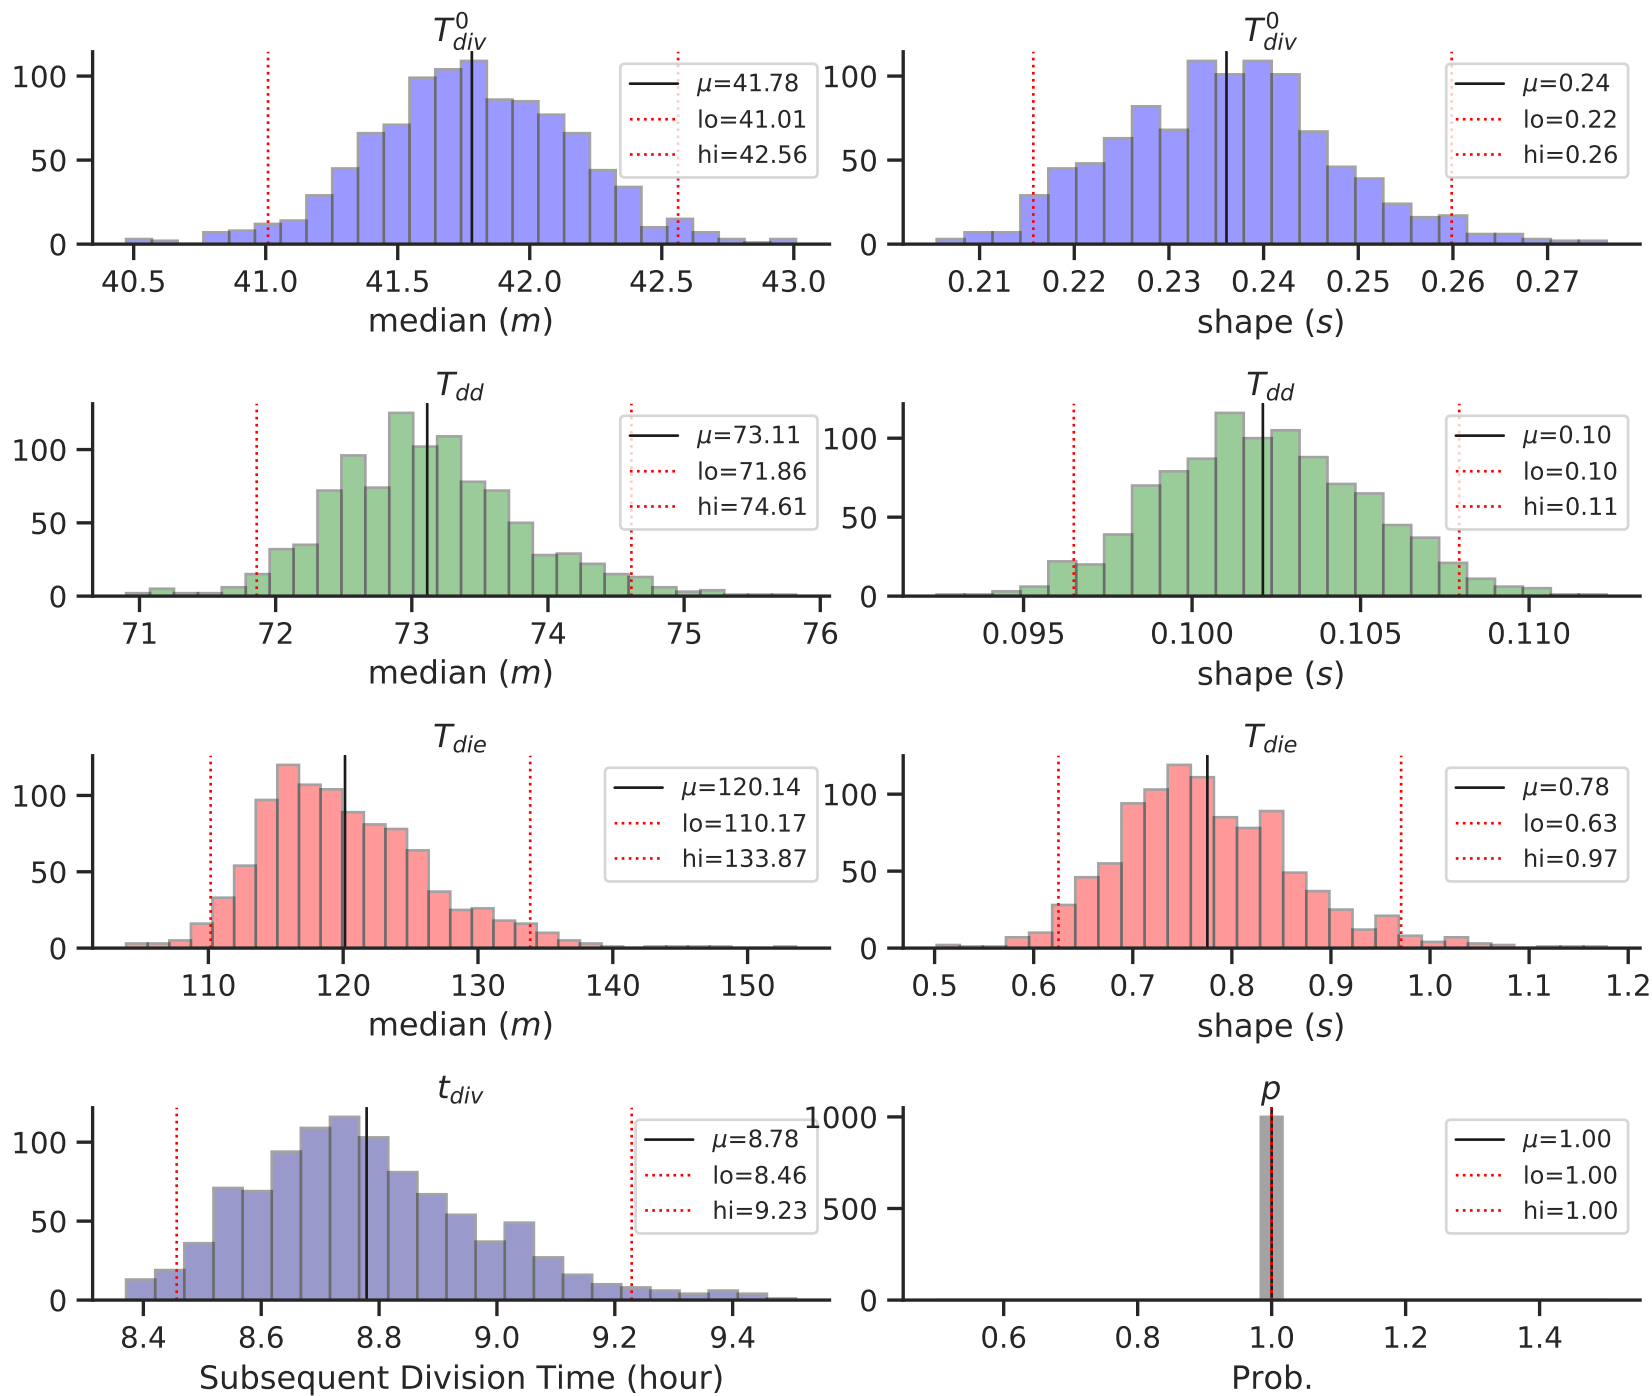 T⁰div
100
50
0
μ=41.78
lo=41.01
hi=42.56
40.5 41.0 41.5 42.0 42.5 43.0
median (m)
T⁰div
100
50
0
μ=0.24
lo=0.22
hi=0.26
0.21 0.22 0.23 0.24 0.25 0.26 0.27
shape (s)
Tdd
100
50
0
μ=73.11
lo=71.86
hi=74.61
71 72 73 74 75 76
median (m)
Tdd
100
50
0
μ=0.10
lo=0.10
hi=0.11
0.095 0.100 0.105 0.110
shape (s)
Tdie
100
50
0
μ=120.14
lo=110.17
hi=133.87
110 120 130 140 150
median (m)
Tdie
100
50
0
μ=0.78
lo=0.63
hi=0.97
0.5 0.6 0.7 0.8 0.9 1.0 1.1 1.2
shape (s)
tdiv
100
50
0
μ=8.78
lo=8.46
hi=9.23
8.4 8.6 8.8 9.0 9.2 9.4
Subsequent Division Time (hour)
p
1000
500
0
μ=1.00
lo=1.00
hi=1.00
0.6 0.8 1.0 1.2 1.4
Prob.